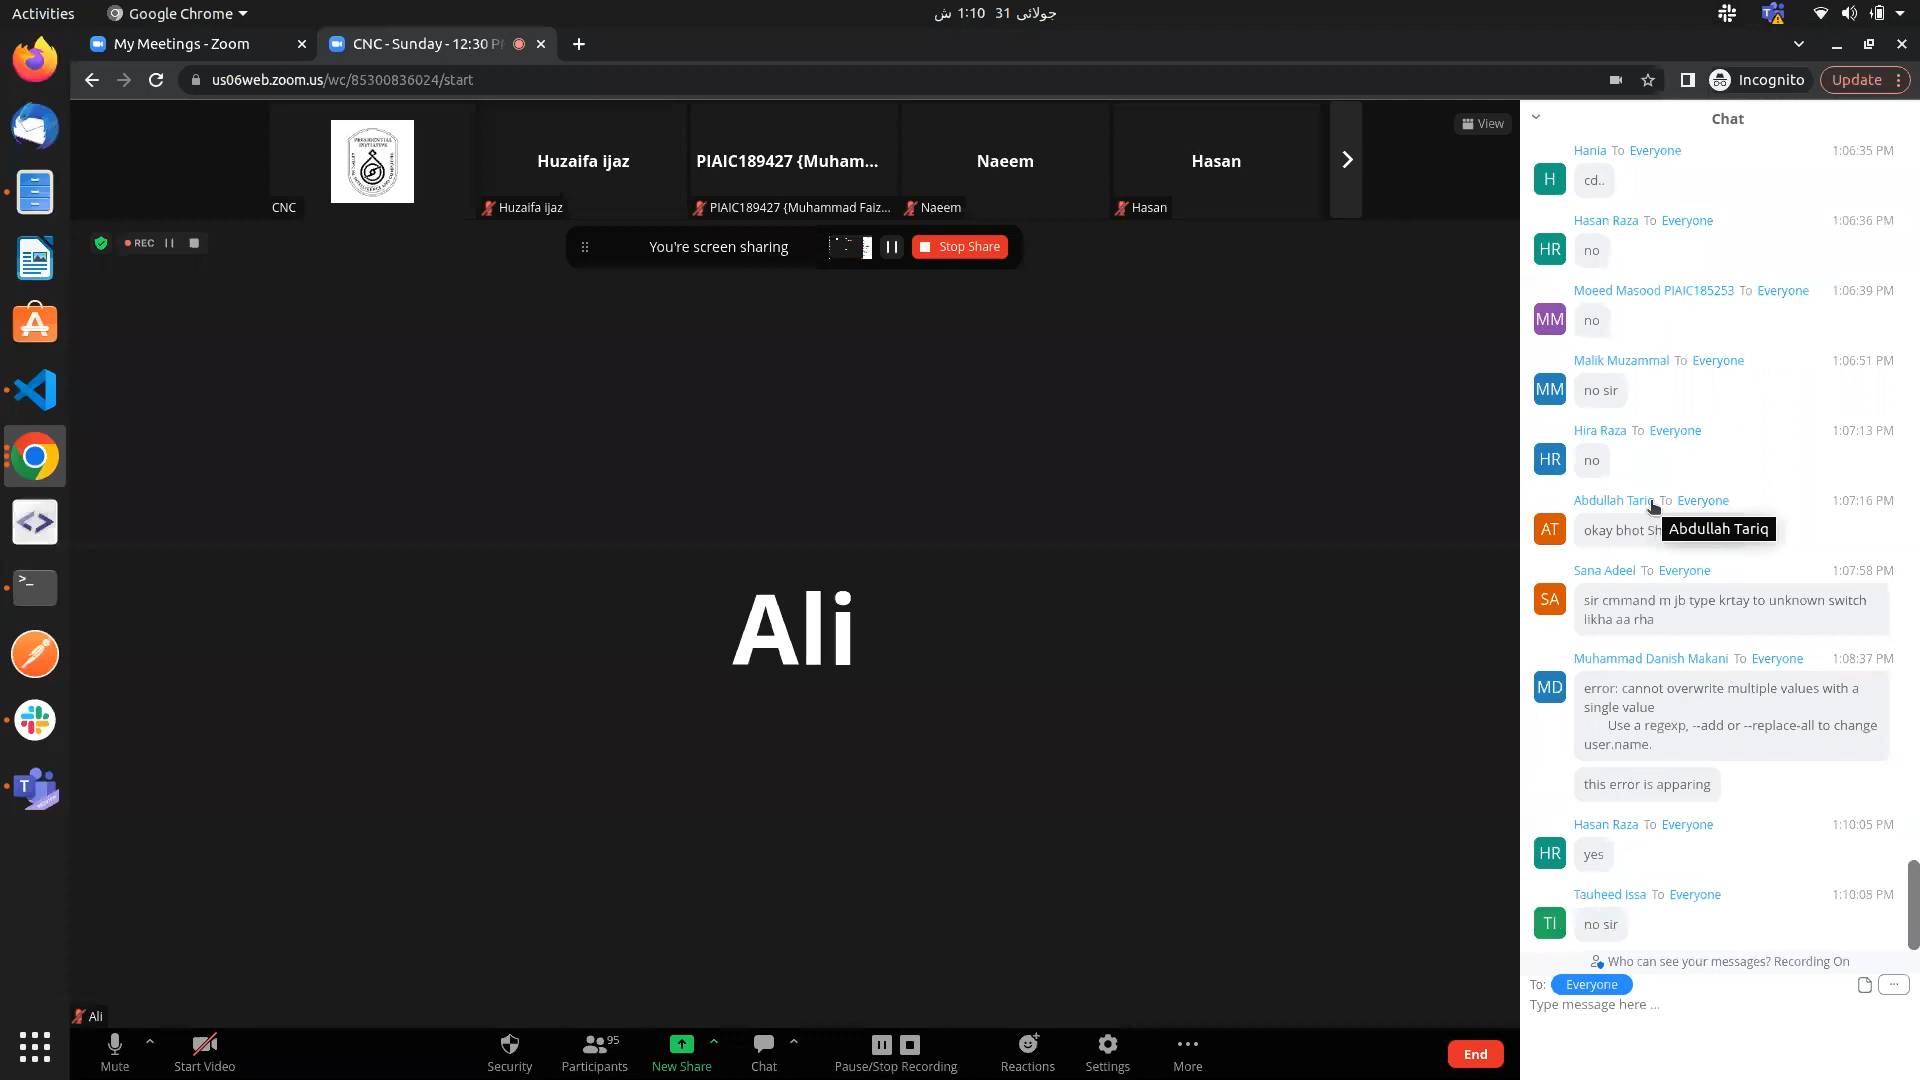 Activities
Google Chrome
جولائی 31  1:10 ش
My Meetings - Zoom
CNC - Sunday - 12:30 P
us06web.zoom.us/wc/85300836024/start
Incognito
Update
PRESIDENTIAL INITIATIVE
CNC
Huzaifa ijaz
Huzaifa ijaz
PIAIC189427 {Muham...
PIAIC189427 {Muhammad Faiz...
Naeem
Naeem
Hasan
Hasan
View
REC
You're screen sharing
Stop Share
Ali
Ali
Chat
Hania To Everyone 1:06:35 PM
H
cd..
Hasan Raza To Everyone 1:06:36 PM
HR
no
Moeed Masood PIAIC185253 To Everyone 1:06:39 PM
MM
no
Malik Muzammal To Everyone 1:06:51 PM
MM
no sir
Hira Raza To Everyone 1:07:13 PM
HR
no
Abdullah Tariq To Everyone 1:07:16 PM
AT
okay bhot Sh
Abdullah Tariq
Sana Adeel To Everyone 1:07:58 PM
SA
sir cmmand m jb type krtay to unknown switch
likha aa rha
Muhammad Danish Makani To Everyone 1:08:37 PM
MD
error: cannot overwrite multiple values with a
single value
Use a regexp, --add or --replace-all to change
user.name.
this error is apparing
Hasan Raza To Everyone 1:10:05 PM
HR
yes
Tauheed Issa To Everyone 1:10:08 PM
TI
no sir
Who can see your messages? Recording On
To: Everyone
Type message here ...
Mute
Start Video
Security
Participants 95
New Share
Chat
Pause/Stop Recording
Reactions
Settings
More
End